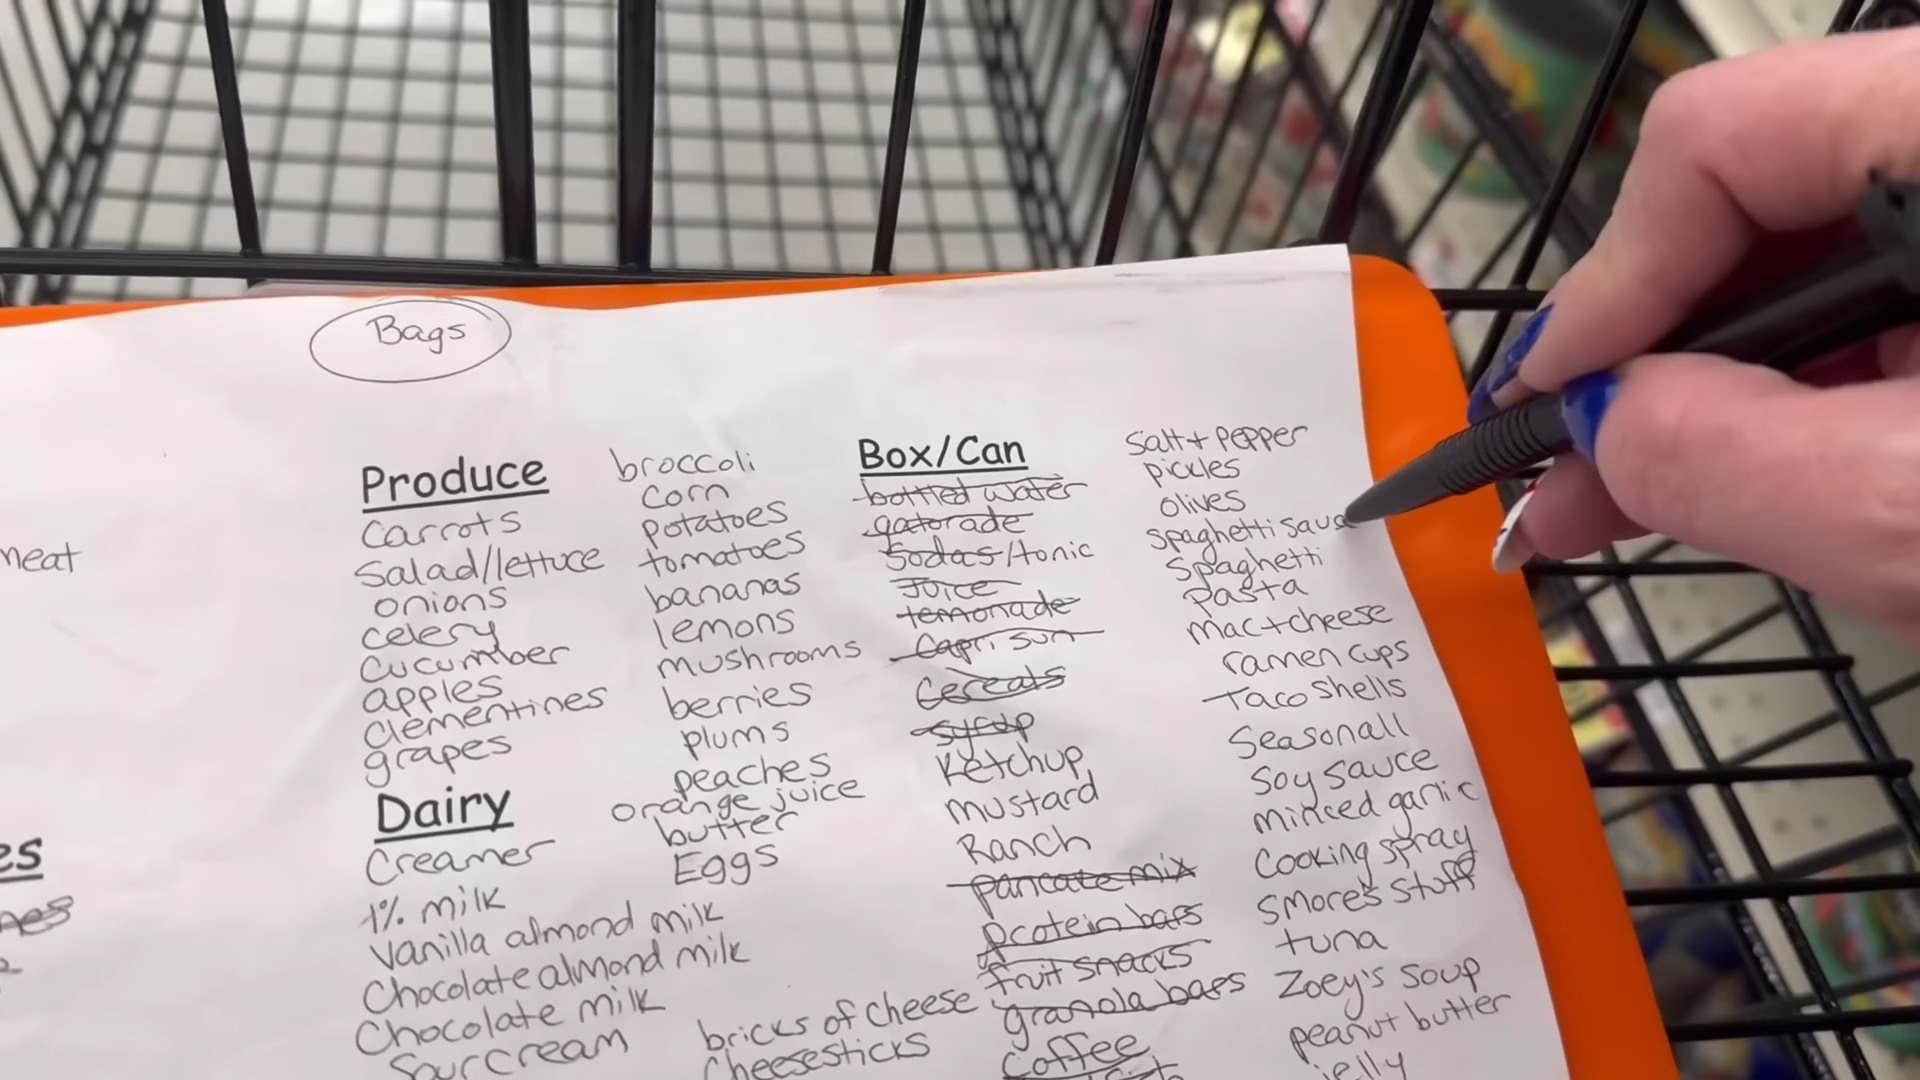 Bags
meat
es
Produce
carrots
Salad/lettuce
onions
celery
cucumber
apples
clementines
grapes
broccoli
corn
potatoes
tomatoes
bananas
lemons
mushrooms
berries
plums
peaches
Dairy
Creamer
1% milk
Vanilla almond milk
Chocolate almond milk
Chocolate milk
Sour cream
orange juice
butter
Eggs
bricks of cheese
Cheesesticks
Box/Can
bottled water
gatorade
Sodas/tonic
Juice
lemonade
Capri sun
Cereals
syrup
Ketchup
mustard
Ranch
pancake mix
protein bars
fruit snacks
granola bars
Coffee
Salt + pepper
pickles
olives
spaghetti sauce
Spaghetti
pasta
mac+cheese
ramen cups
Taco shells
Seasonall
Soy sauce
minced garlic
Cooking spray
Smore's stuff
tuna
Zoey's soup
peanut butter
jelly